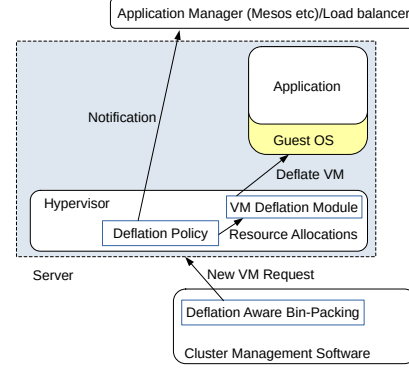 Application Manager (Mesos etc)/Load balancer
Application
Notification
Guest OS
Deflate VM
Hypervisor
VM Deflation Module
Deflation Policy
Resource Allocations
Server
New VM Request
Deflation Aware Bin-Packing
Cluster Management Software